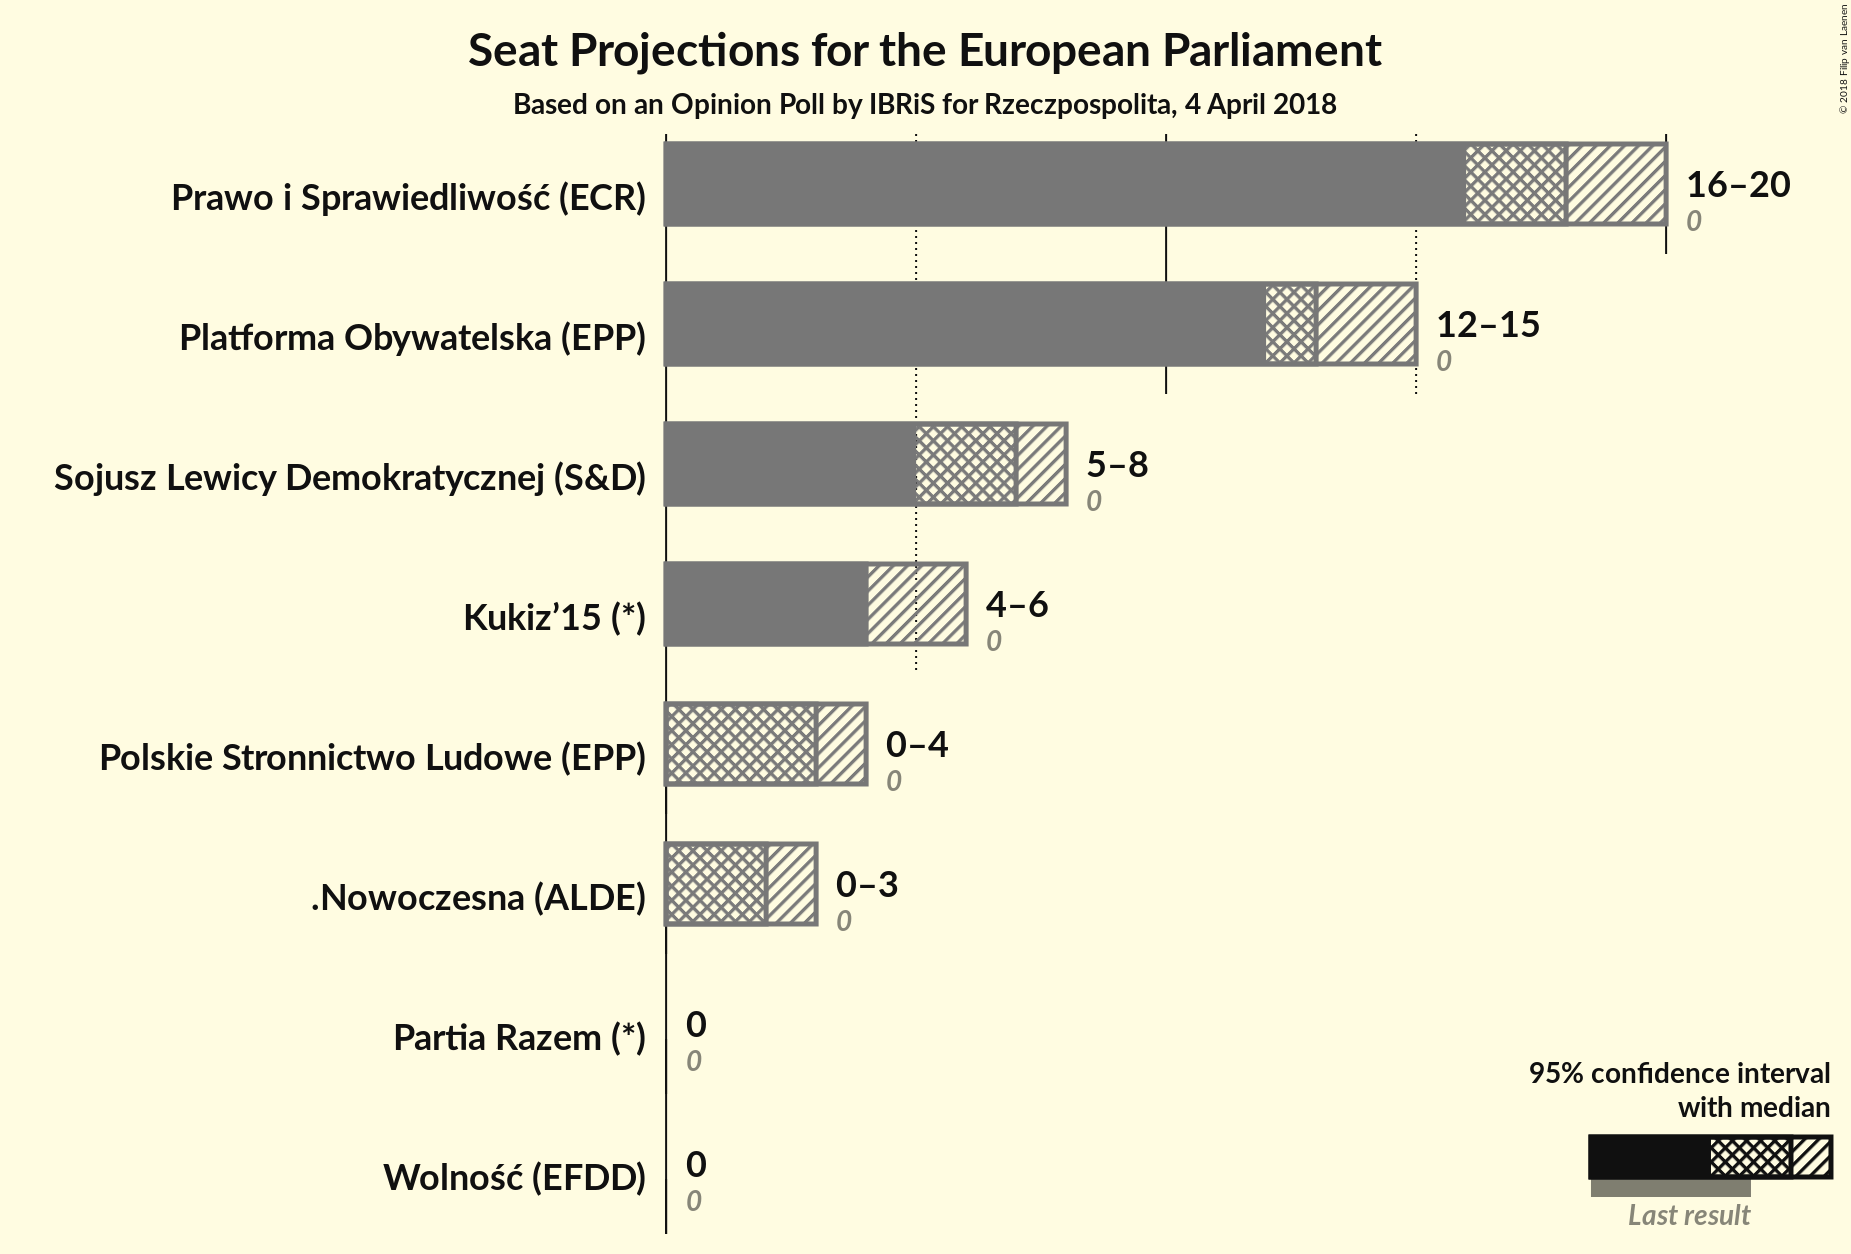 Seat Projections for the European Parliament
Based on an Opinion Poll by IBRiS for Rzeczpospolita, 4 April 2018
© 2018 Filip van Laenen
Prawo i Sprawiedliwość (ECR)
16–20
0
Platforma Obywatelska (EPP)
12–15
0
Sojusz Lewicy Demokratycznej (S&D)
5–8
0
Kukiz’15 (*)
4–6
0
Polskie Stronnictwo Ludowe (EPP)
0–4
0
.Nowoczesna (ALDE)
0–3
0
Partia Razem (*)
0
0
Wolność (EFDD)
0
0
95% confidence interval
with median
Last result